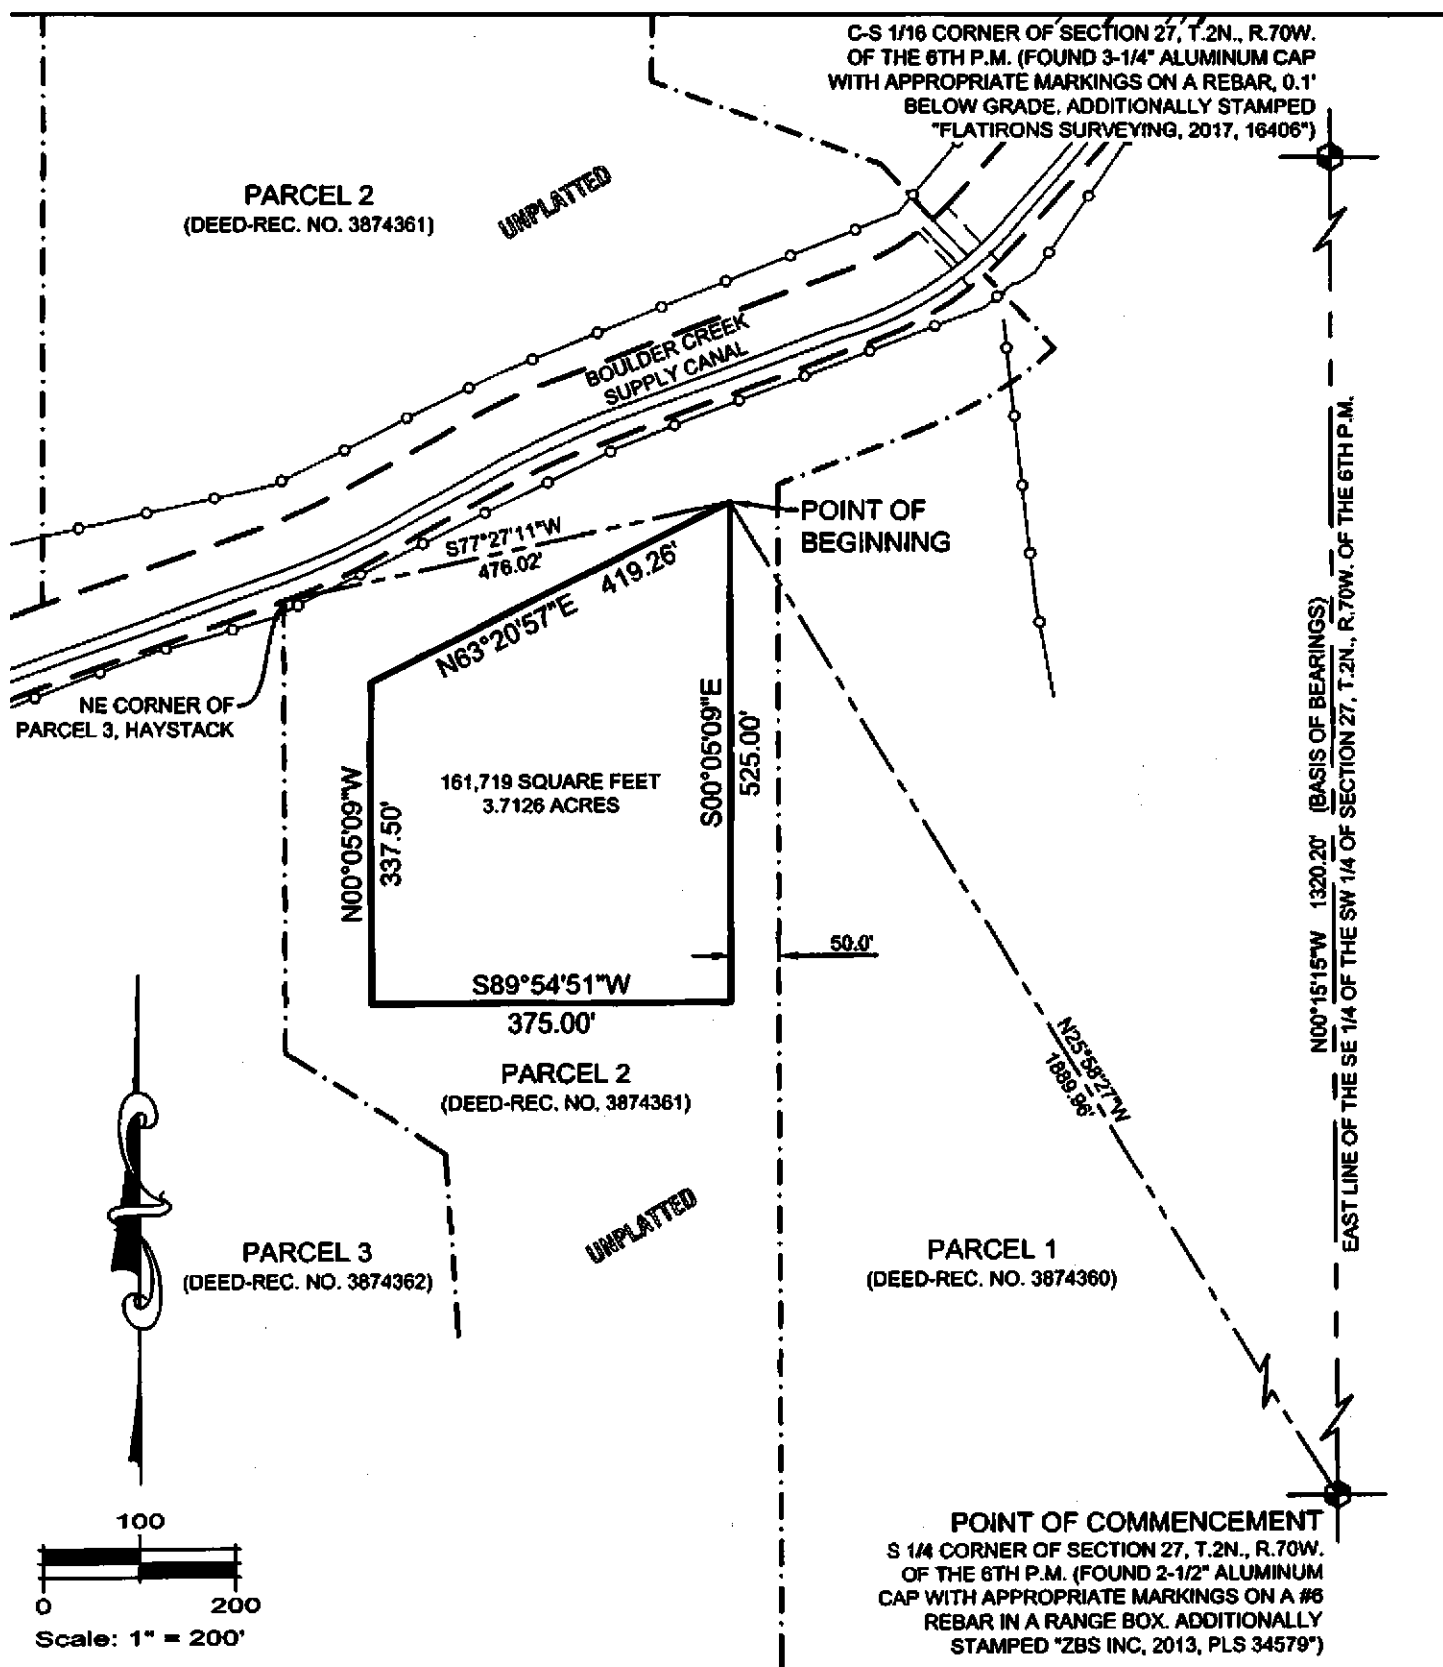 C-S 1/16 CORNER OF SECTION 27, T.2N., R.70W.
OF THE 6TH P.M. (FOUND 3-1/4" ALUMINUM CAP
WITH APPROPRIATE MARKINGS ON A REBAR, 0.1'
BELOW GRADE, ADDITIONALLY STAMPED
"FLATIRONS SURVEYING, 2017, 16406")
PARCEL 2
(DEED-REC. NO. 3874361)
UNPLATTED
BOULDER CREEK
SUPPLY CANAL
POINT OF
BEGINNING
S77°27'11"W
476.02'
N63°20'57"E 419.26'
NE CORNER OF
PARCEL 3, HAYSTACK
161,719 SQUARE FEET
3.7126 ACRES
N00°05'09"W
337.50'
S00°05'09"E
525.00'
50.0'
S89°54'51"W
375.00'
N00°15'15"W 1320.20' (BASIS OF BEARINGS)
EAST LINE OF THE SE 1/4 OF THE SW 1/4 OF SECTION 27, T.2N., R.70W. OF THE 6TH P.M.
N25°58'27"W
1889.96'
PARCEL 2
(DEED-REC. NO. 3874361)
UNPLATTED
PARCEL 3
(DEED-REC. NO. 3874362)
PARCEL 1
(DEED-REC. NO. 3874360)
100
0 200
Scale: 1" = 200'
POINT OF COMMENCEMENT
S 1/4 CORNER OF SECTION 27, T.2N., R.70W.
OF THE 6TH P.M. (FOUND 2-1/2" ALUMINUM
CAP WITH APPROPRIATE MARKINGS ON A #6
REBAR IN A RANGE BOX. ADDITIONALLY
STAMPED "ZBS INC, 2013, PLS 34579")